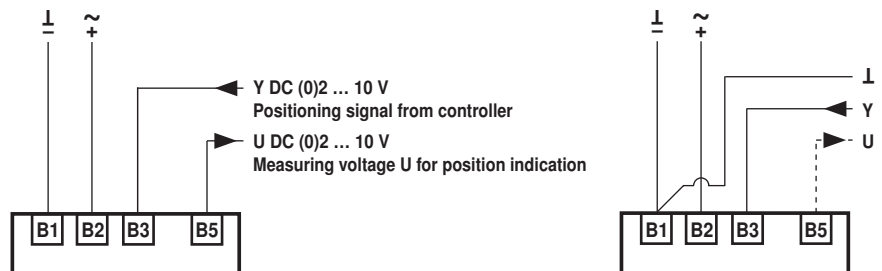 ⊥ ~
− +
Y DC (0)2 … 10 V
Positioning signal from controller
U DC (0)2 … 10 V
Measuring voltage U for position indication
B1 B2 B3 B5
⊥ ~
− +
⊥
Y
U
B1 B2 B3 B5